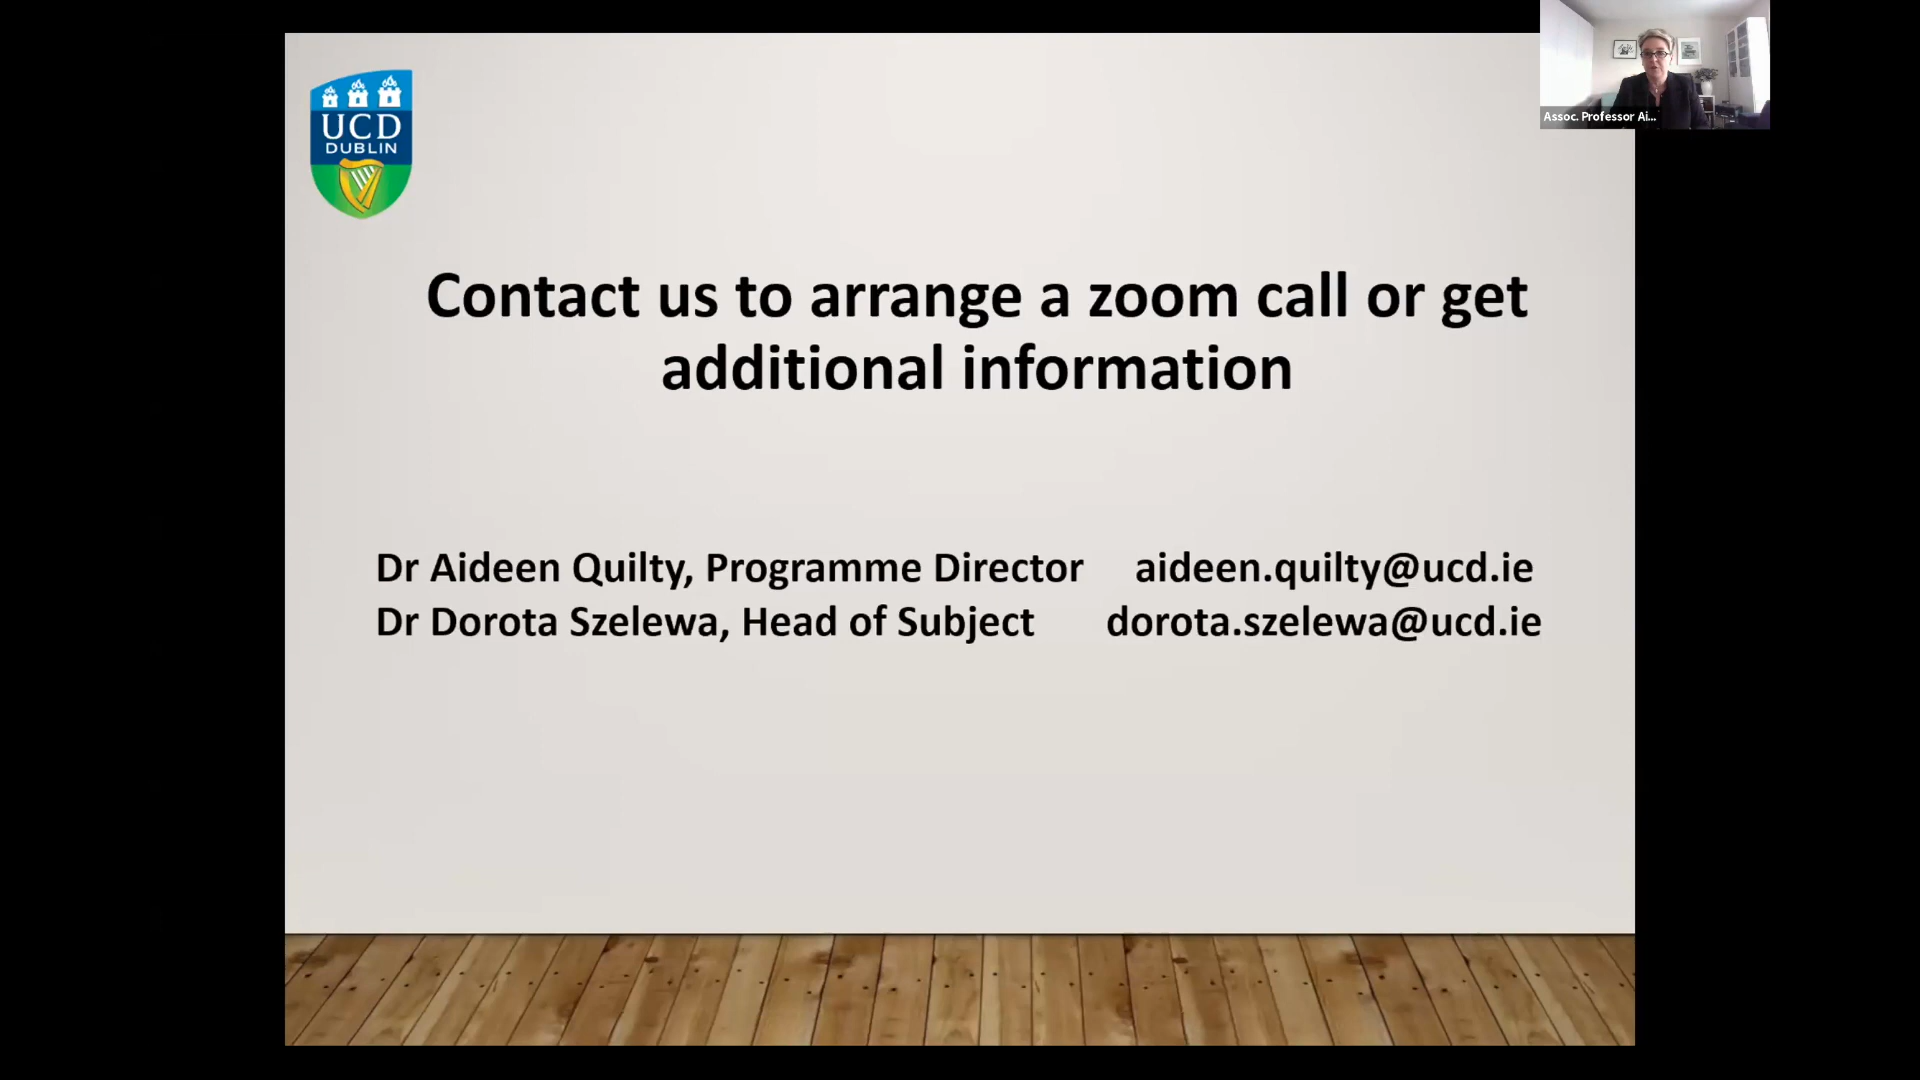 Assoc. Professor Ai...
UCD
DUBLIN
Contact us to arrange a zoom call or get
additional information
Dr Aideen Quilty, Programme Director aideen.quilty@ucd.ie
Dr Dorota Szelewa, Head of Subject dorota.szelewa@ucd.ie